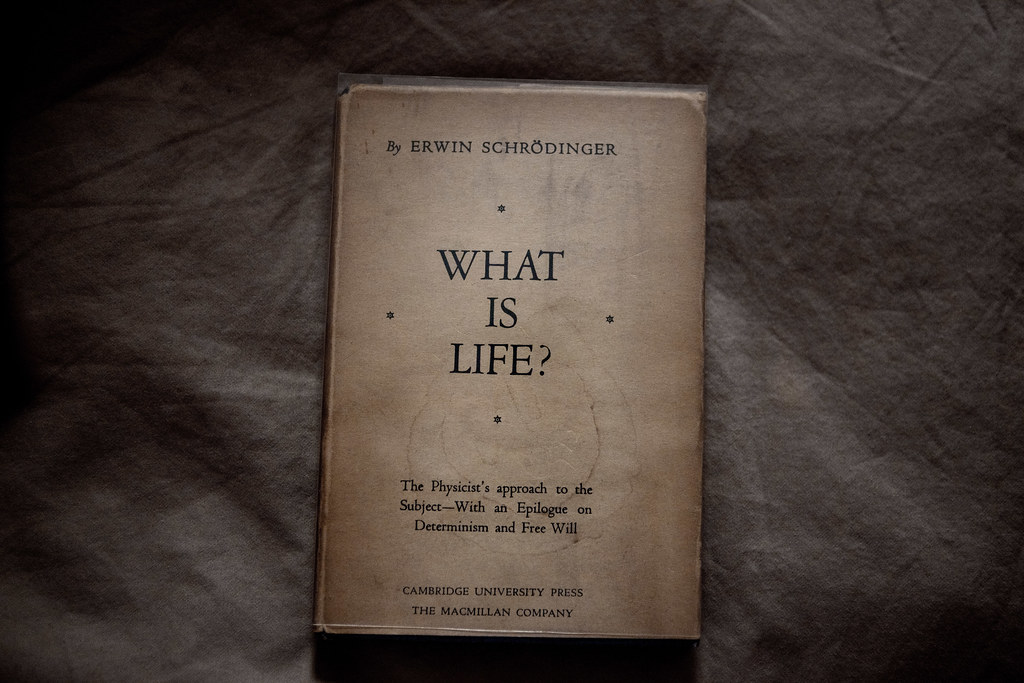 By ERWIN SCHRÖDINGER
WHAT
IS
LIFE?
The Physicist's approach to the
Subject—With an Epilogue on
Determinism and Free Will
CAMBRIDGE UNIVERSITY PRESS
THE MACMILLAN COMPANY